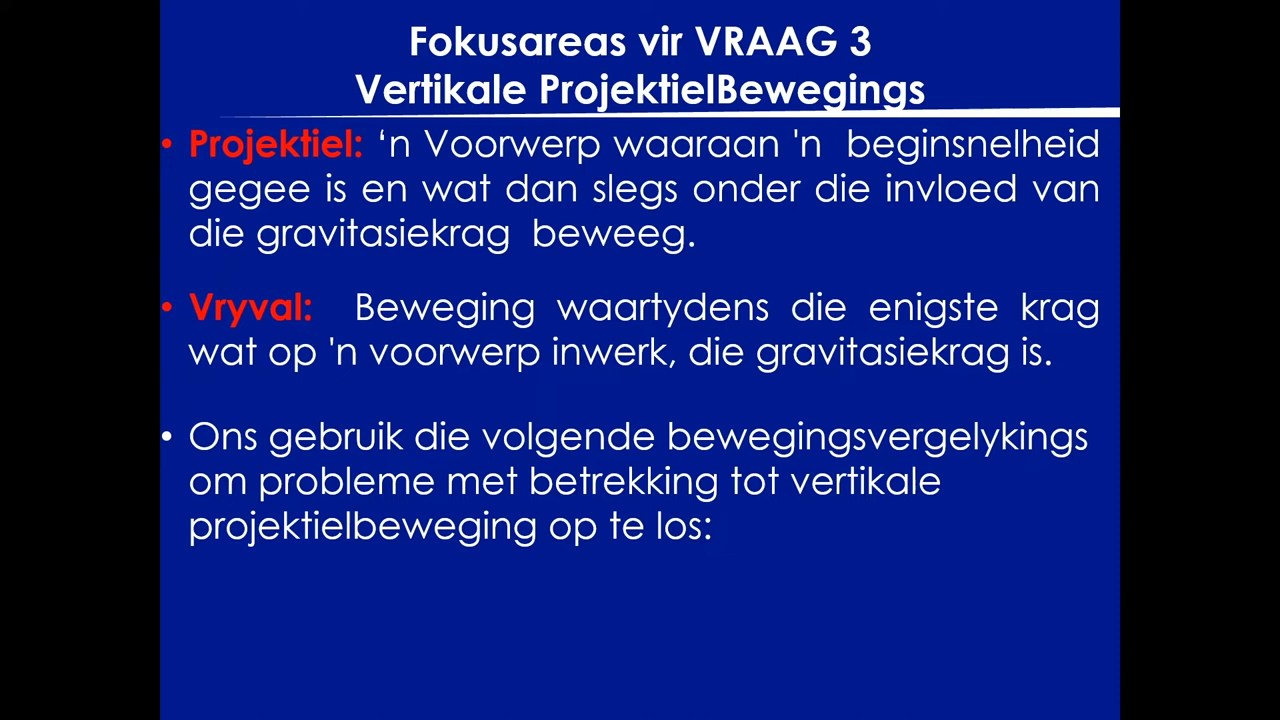 Fokusareas vir VRAAG 3
Vertikale ProjektielBewegings
• Projektiel: ‘n Voorwerp waaraan 'n beginsnelheid
gegee is en wat dan slegs onder die invloed van
die gravitasiekrag beweeg.
• Vryval: Beweging waartydens die enigste krag
wat op 'n voorwerp inwerk, die gravitasiekrag is.
• Ons gebruik die volgende bewegingsvergelykings
om probleme met betrekking tot vertikale
projektielbeweging op te los: